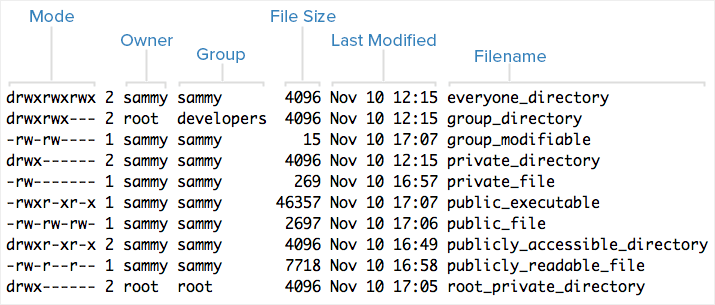 Mode Owner Group File Size Last Modified Filename
drwxrwxrwx 2 sammy sammy 4096 Nov 10 12:15 everyone_directory
drwxrwx--- 2 root developers 4096 Nov 10 12:15 group_directory
-rw-rw---- 1 sammy sammy 15 Nov 10 17:07 group_modifiable
drwx------ 2 sammy sammy 4096 Nov 10 12:15 private_directory
-rw------- 1 sammy sammy 269 Nov 10 16:57 private_file
-rwxr-xr-x 1 sammy sammy 46357 Nov 10 17:07 public_executable
-rw-rw-rw- 1 sammy sammy 2697 Nov 10 17:06 public_file
drwxr-xr-x 2 sammy sammy 4096 Nov 10 16:49 publicly_accessible_directory
-rw-r--r-- 1 sammy sammy 7718 Nov 10 16:58 publicly_readable_file
drwx------ 2 root root 4096 Nov 10 17:05 root_private_directory